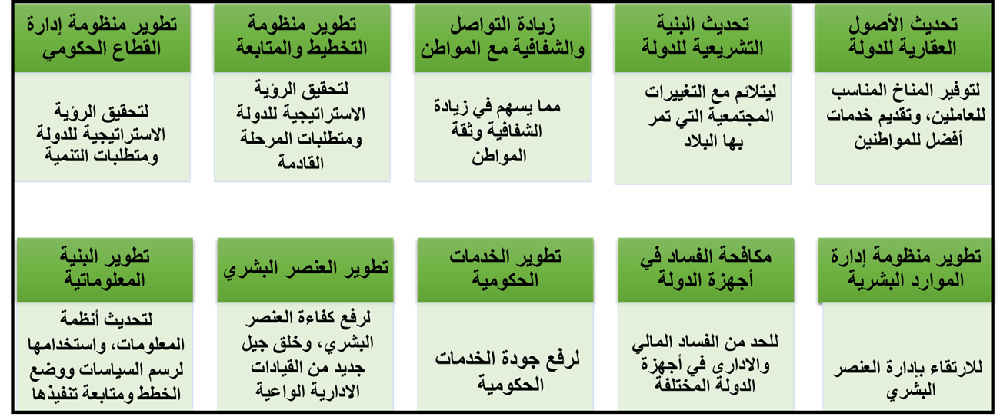 تحديث الأصول
العقارية للدولة
لتوفير المناخ المناسب
للعاملين، وتقديم خدمات
أفضل للمواطنين
تحديث البنية
التشريعية للدولة
ليتلائم مع التغييرات
المجتمعية التي تمر
بها البلاد
زيادة التواصل
والشفافية مع المواطن
مما يسهم في زيادة
الشفافية وثقة
المواطن
تطوير منظومة
التخطيط والمتابعة
لتحقيق الرؤية
الاستراتيجية للدولة
ومتطلبات المرحلة
القادمة
تطوير منظومة إدارة
القطاع الحكومي
لتحقيق الرؤية
الاستراتيجية للدولة
ومتطلبات التنمية
تطوير منظومة إدارة
الموارد البشرية
للارتقاء بإدارة العنصر
البشري
مكافحة الفساد في
أجهزة الدولة
للحد من الفساد المالي
والادارى في أجهزة
الدولة المختلفة
تطوير الخدمات
الحكومية
لرفع جودة الخدمات
الحكومية
تطوير العنصر البشري
لرفع كفاءة العنصر
البشري، وخلق جيل
جديد من القيادات
الادارية الواعية
تطوير البنية
المعلوماتية
لتحديث أنظمة
المعلومات، واستخدامها
لرسم السياسات ووضع
الخطط ومتابعة تنفيذها